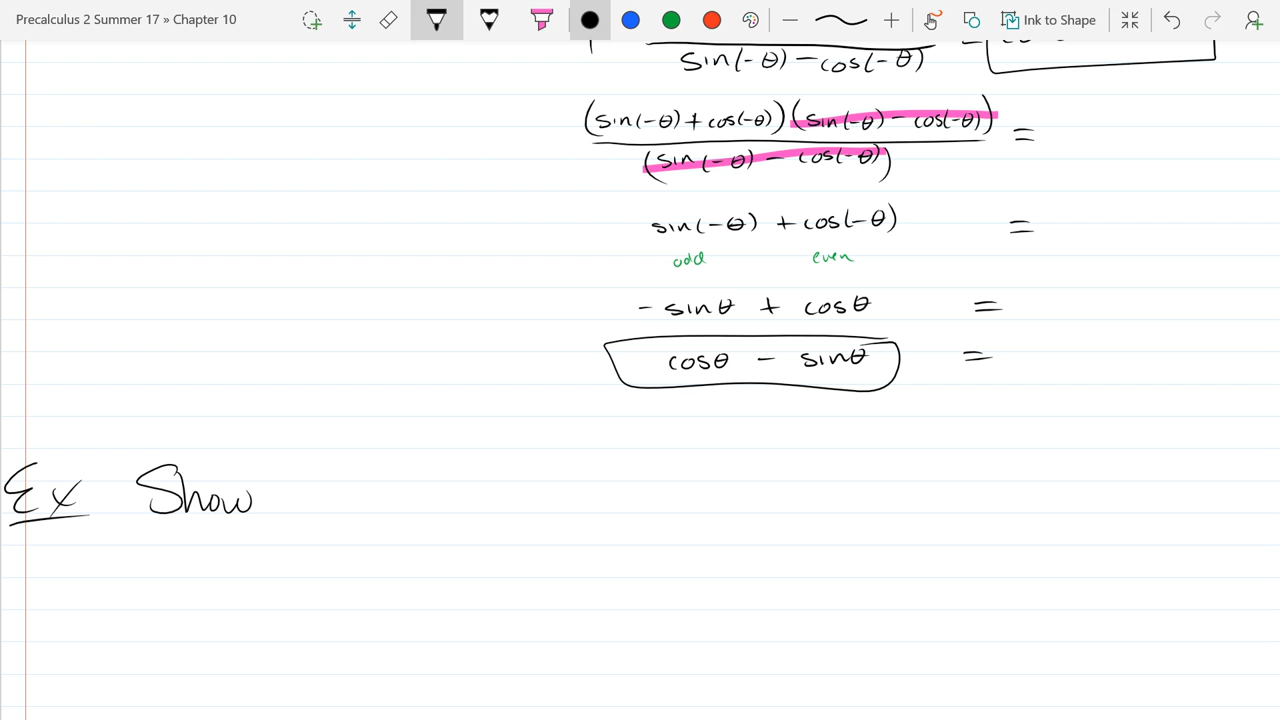 Precalculus 2 Summer 17 » Chapter 10
Ink to Shape
sin(-θ) - cos(-θ)
(sin(-θ) + cos(-θ))(sin(-θ) - cos(-θ)) =
(sin(-θ) - cos(-θ))
sin(-θ) + cos(-θ) =
odd even
- sinθ + cosθ =
cosθ - sinθ =
Ex Show